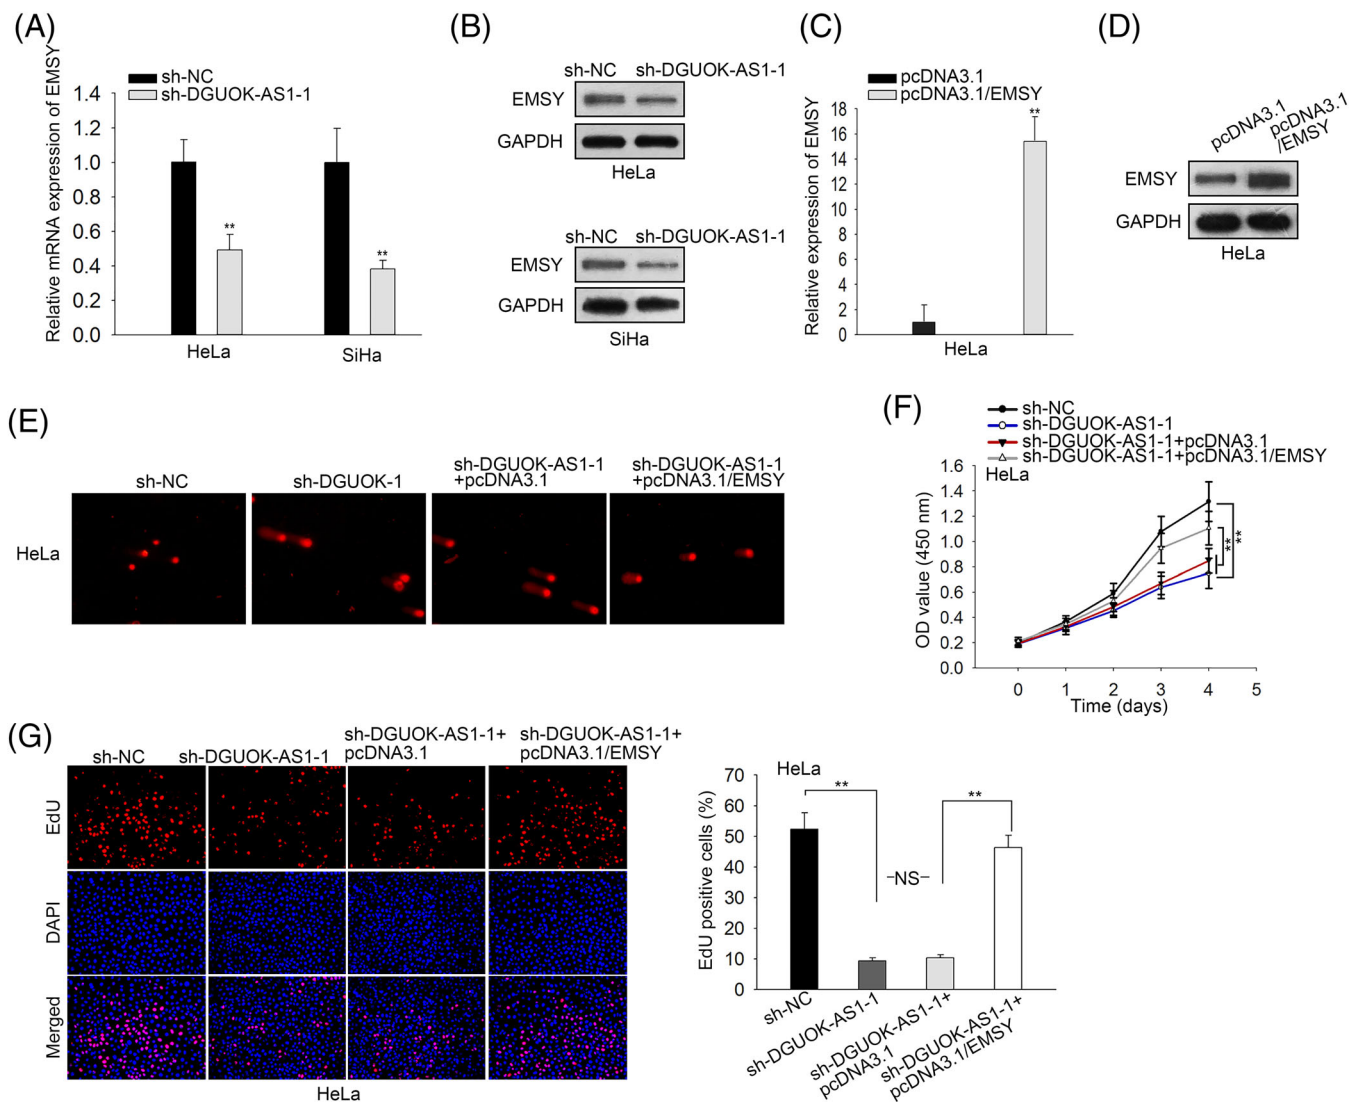 (A)
sh-NC
sh-DGUOK-AS1-1
Relative mRNA expression of EMSY
1.4
1.2
1.0
0.8
0.6
0.4
0.2
0.0
**
**
HeLa
SiHa
(B)
sh-NC sh-DGUOK-AS1-1
EMSY
GAPDH
HeLa
sh-NC sh-DGUOK-AS1-1
EMSY
GAPDH
SiHa
(C)
pcDNA3.1
pcDNA3.1/EMSY
Relative expression of EMSY
18
16
14
12
10
8
6
4
2
0
**
HeLa
(D)
pcDNA3.1
pcDNA3.1
/EMSY
EMSY
GAPDH
HeLa
(E)
sh-NC
sh-DGUOK-1
sh-DGUOK-AS1-1
+pcDNA3.1
sh-DGUOK-AS1-1
+pcDNA3.1/EMSY
HeLa
(F)
sh-NC
sh-DGUOK-AS1-1
sh-DGUOK-AS1-1+pcDNA3.1
sh-DGUOK-AS1-1+pcDNA3.1/EMSY
HeLa
OD value (450 nm)
1.6
1.4
1.2
1.0
0.8
0.6
0.4
0.2
0.0
**
**
0 1 2 3 4 5
Time (days)
(G)
sh-NC
sh-DGUOK-AS1-1
sh-DGUOK-AS1-1+
pcDNA3.1
sh-DGUOK-AS1-1+
pcDNA3.1/EMSY
EdU
DAPI
Merged
HeLa
HeLa
EdU positive cells (%)
70
60
50
40
30
20
10
0
**
NS
**
sh-NC
sh-DGUOK-AS1-1
sh-DGUOK-AS1-1+
pcDNA3.1
sh-DGUOK-AS1-1+
pcDNA3.1/EMSY